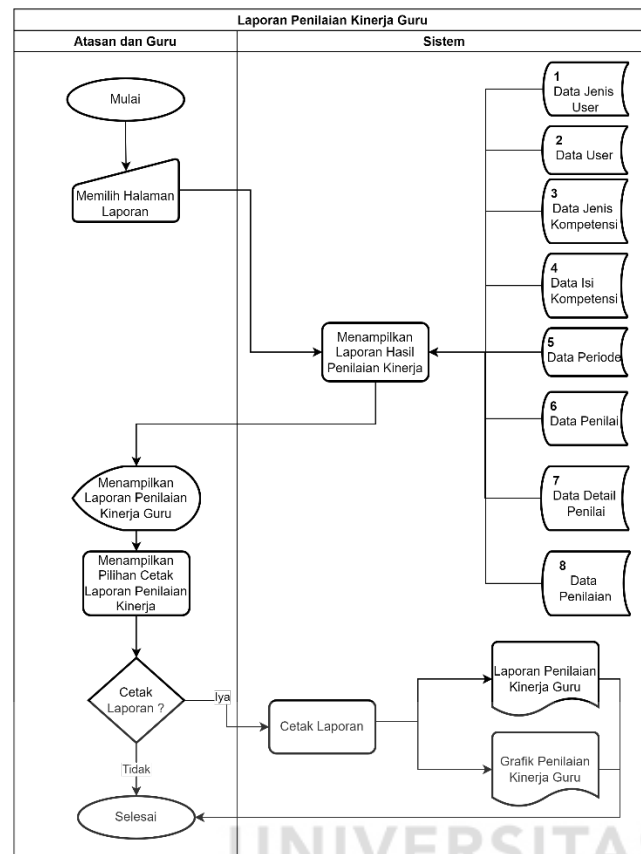 Laporan Penilaian Kinerja Guru
Atasan dan Guru
Sistem
Mulai
Memilih Halaman
Laporan
1
Data Jenis
User
2
Data User
3
Data Jenis
Kompetensi
4
Data Isi
Kompetensi
Menampilkan
Laporan Hasil
Penilaian Kinerja
5
Data Periode
6
Data Penilai
7
Data Detail
Penilai
8
Data
Penilaian
Menampilkan
Laporan Penilaian
Kinerja Guru
Menampilkan
Pilihan Cetak
Laporan Penilaian
Kinerja
Cetak
Laporan ?
Iya
Tidak
Cetak Laporan
Laporan Penilaian
Kinerja Guru
Grafik Penilaian
Kinerja Guru
Selesai
UNIVERSITA